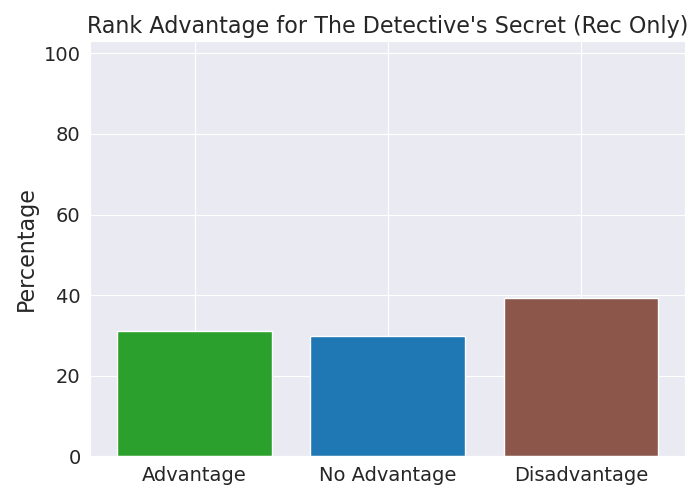 Rank Advantage for The Detective's Secret (Rec Only)
Percentage
100
80
60
40
20
0
Advantage
No Advantage
Disadvantage